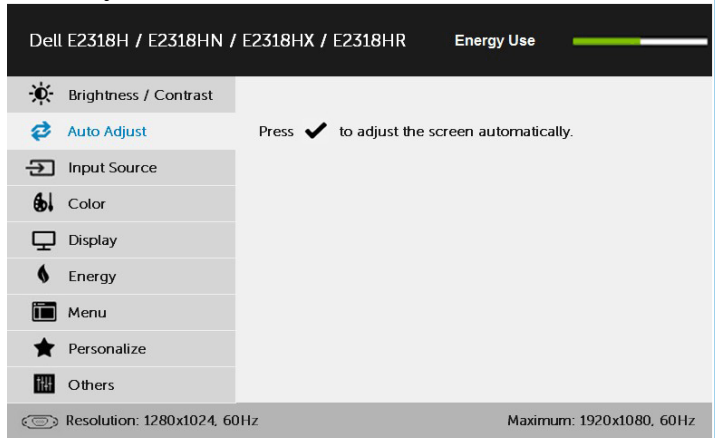 Dell E2318H / E2318HN / E2318HX / E2318HR Energy Use
Brightness / Contrast
Auto Adjust
Press ✔ to adjust the screen automatically.
Input Source
Color
Display
Energy
Menu
Personalize
Others
Resolution: 1280x1024, 60Hz Maximum: 1920x1080, 60Hz